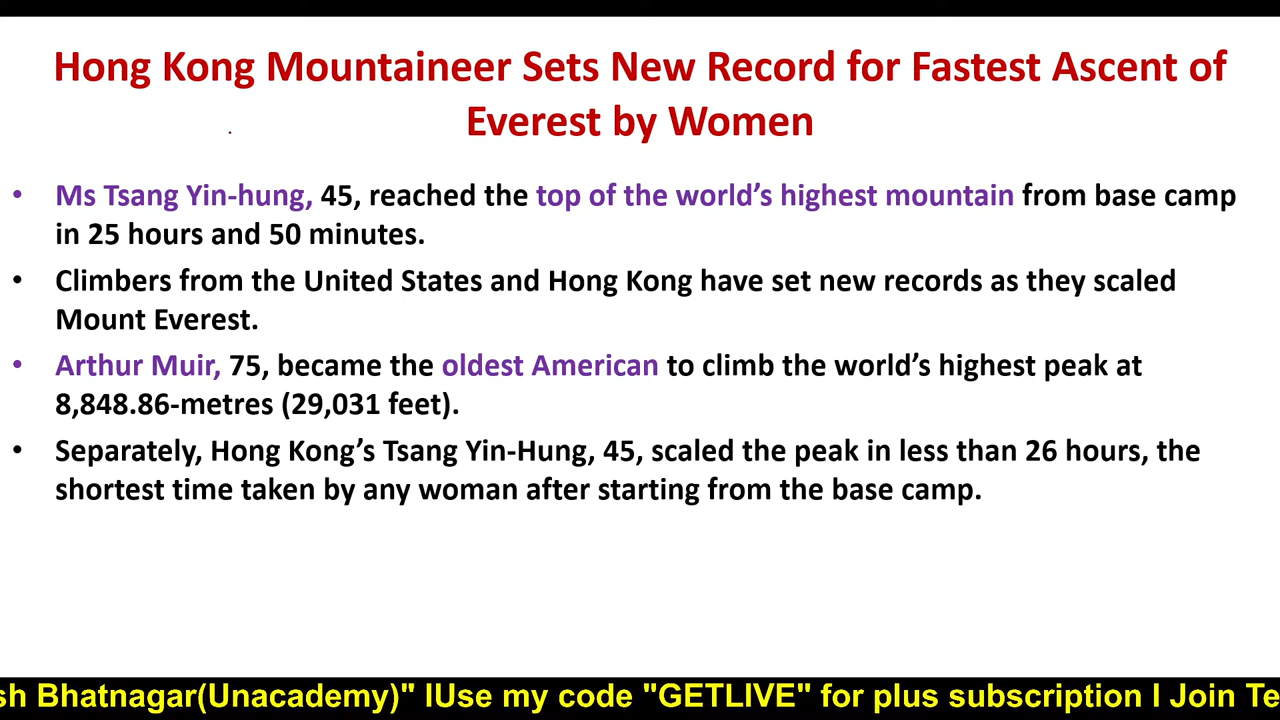 Hong Kong Mountaineer Sets New Record for Fastest Ascent of
Everest by Women
• Ms Tsang Yin-hung, 45, reached the top of the world’s highest mountain from base camp
in 25 hours and 50 minutes.
• Climbers from the United States and Hong Kong have set new records as they scaled
Mount Everest.
• Arthur Muir, 75, became the oldest American to climb the world’s highest peak at
8,848.86-metres (29,031 feet).
• Separately, Hong Kong’s Tsang Yin-Hung, 45, scaled the peak in less than 26 hours, the
shortest time taken by any woman after starting from the base camp.
sh Bhatnagar(Unacademy)" lUse my code "GETLIVE" for plus subscription I Join Te